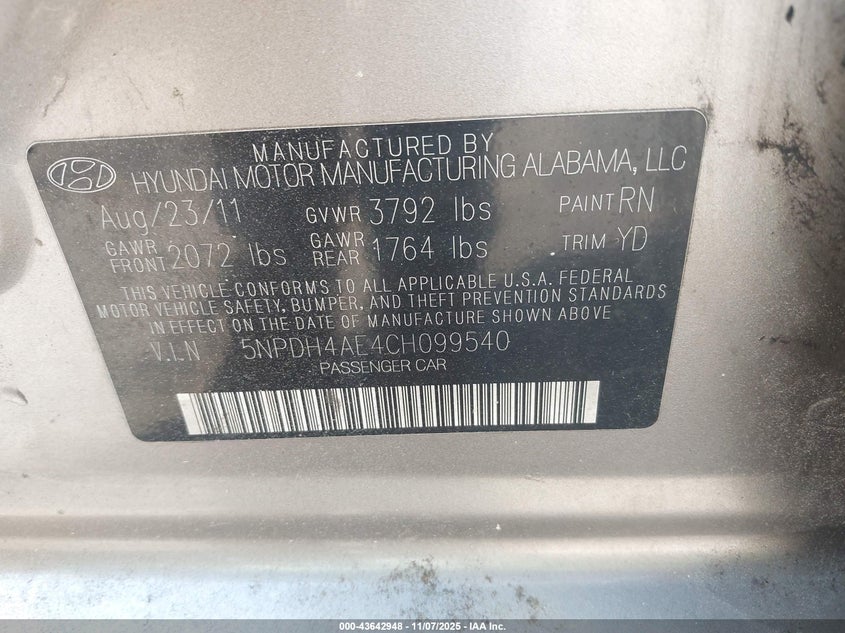 MANUFACTURED BY
HYUNDAI MOTOR MANUFACTURING ALABAMA, LLC
Aug/23/11 GVWR 3792 lbs PAINT RN
GAWR FRONT 2072 lbs GAWR REAR 1764 lbs TRIM YD
THIS VEHICLE CONFORMS TO ALL APPLICABLE U.S.A. FEDERAL
MOTOR VEHICLE SAFETY, BUMPER, AND THEFT PREVENTION STANDARDS
IN EFFECT ON THE DATE OF MANUFACTURE SHOWN ABOVE
V.I.N 5NPDH4AE4CH099540
PASSENGER CAR
000-43642948 - 11/07/2025 - IAA Inc.